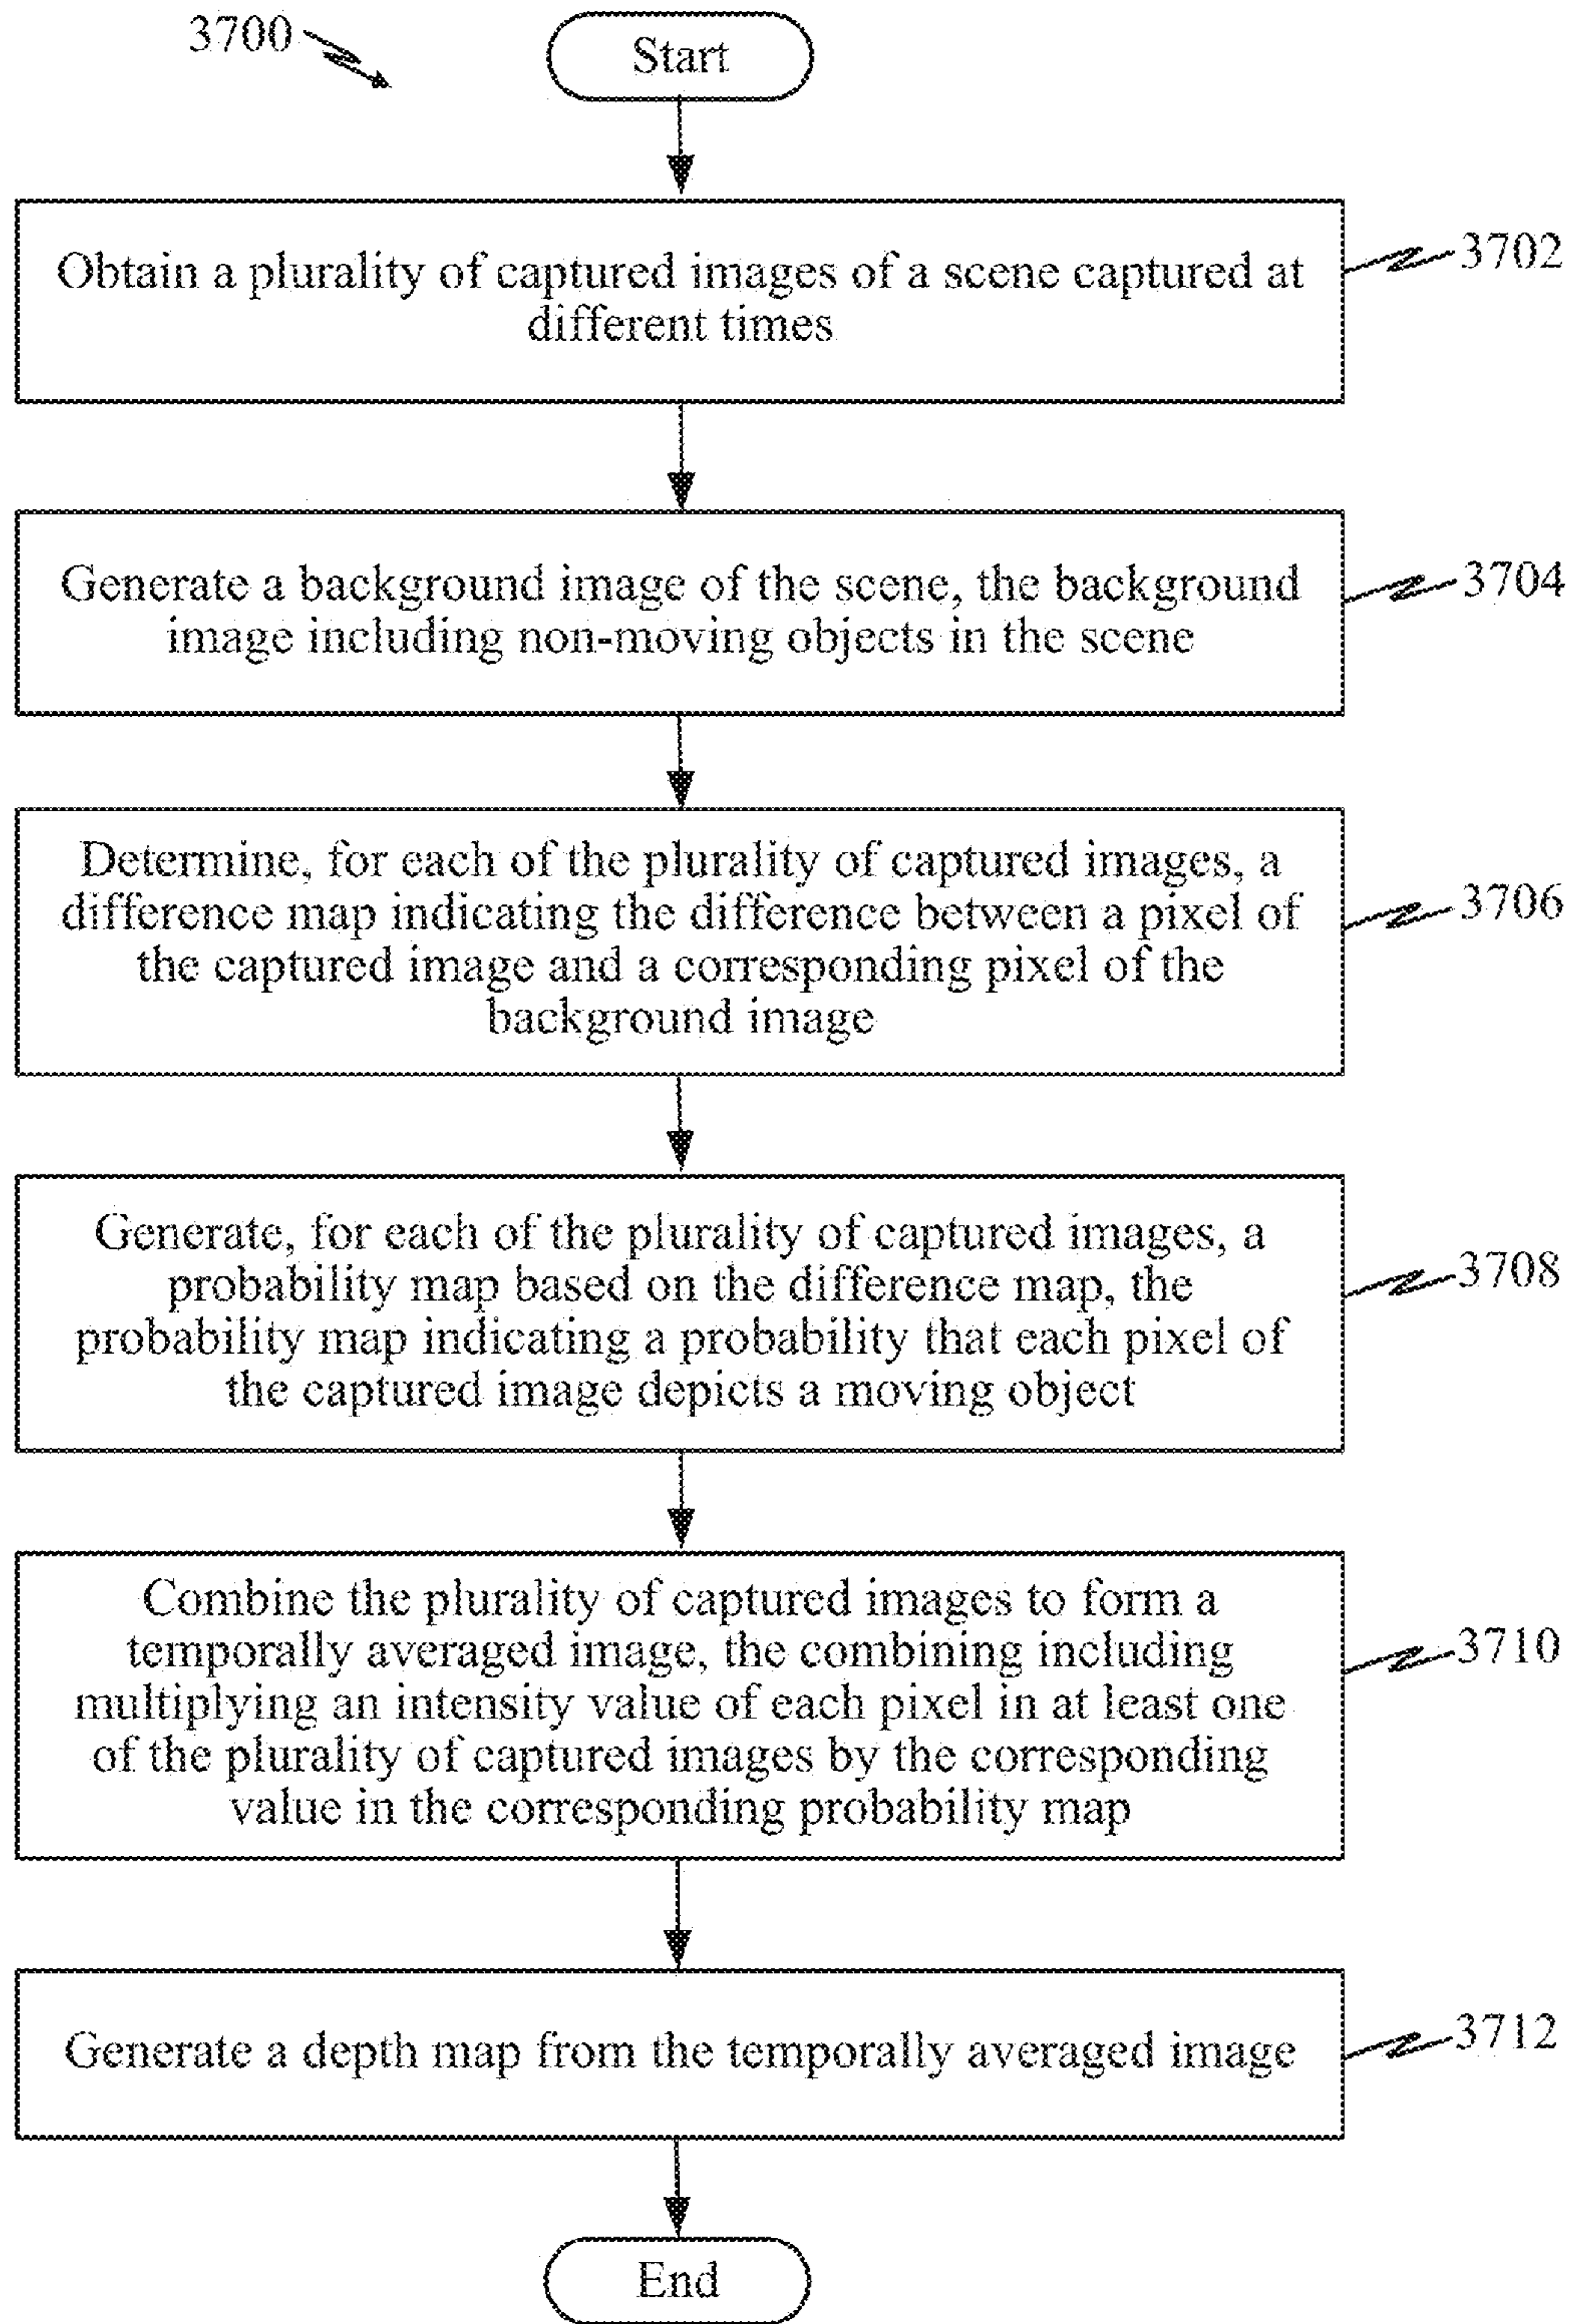 3700
Start
Obtain a plurality of captured images of a scene captured at
different times
3702
Generate a background image of the scene, the background
image including non-moving objects in the scene
3704
Determine, for each of the plurality of captured images, a
difference map indicating the difference between a pixel of
the captured image and a corresponding pixel of the
background image
3706
Generate, for each of the plurality of captured images, a
probability map based on the difference map, the
probability map indicating a probability that each pixel of
the captured image depicts a moving object
3708
Combine the plurality of captured images to form a
temporally averaged image, the combining including
multiplying an intensity value of each pixel in at least one
of the plurality of captured images by the corresponding
value in the corresponding probability map
3710
Generate a depth map from the temporally averaged image
3712
End